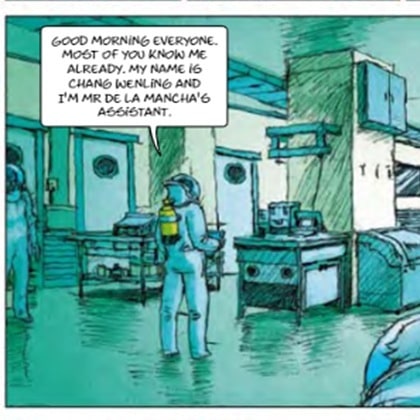 GOOD MORNING EVERYONE.
MOST OF YOU KNOW ME
ALREADY. MY NAME IS
CHANG WENLING AND
I'M MR DE LA MANCHA'S
ASSISTANT.